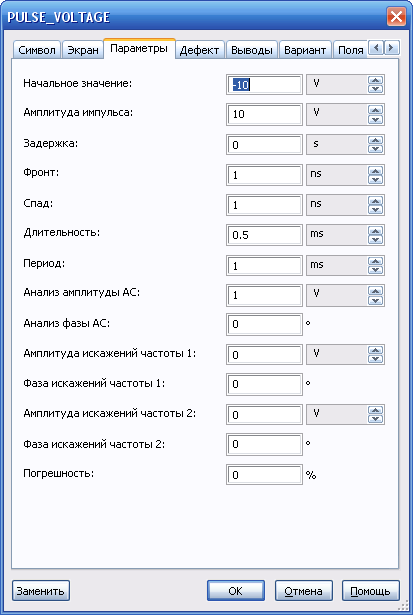 PULSE_VOLTAGE
Символ Экран Параметры Дефект Выводы Вариант Поля
Начальное значение: -10 V
Амплитуда импульса: 10 V
Задержка: 0 s
Фронт: 1 ns
Спад: 1 ns
Длительность: 0.5 ms
Период: 1 ms
Анализ амплитуды AC: 1 V
Анализ фазы AC: 0 °
Амплитуда искажений частоты 1: 0 V
Фаза искажений частоты 1: 0 °
Амплитуда искажений частоты 2: 0 V
Фаза искажений частоты 2: 0 °
Погрешность: 0 %
Заменить OK Отмена Помощь